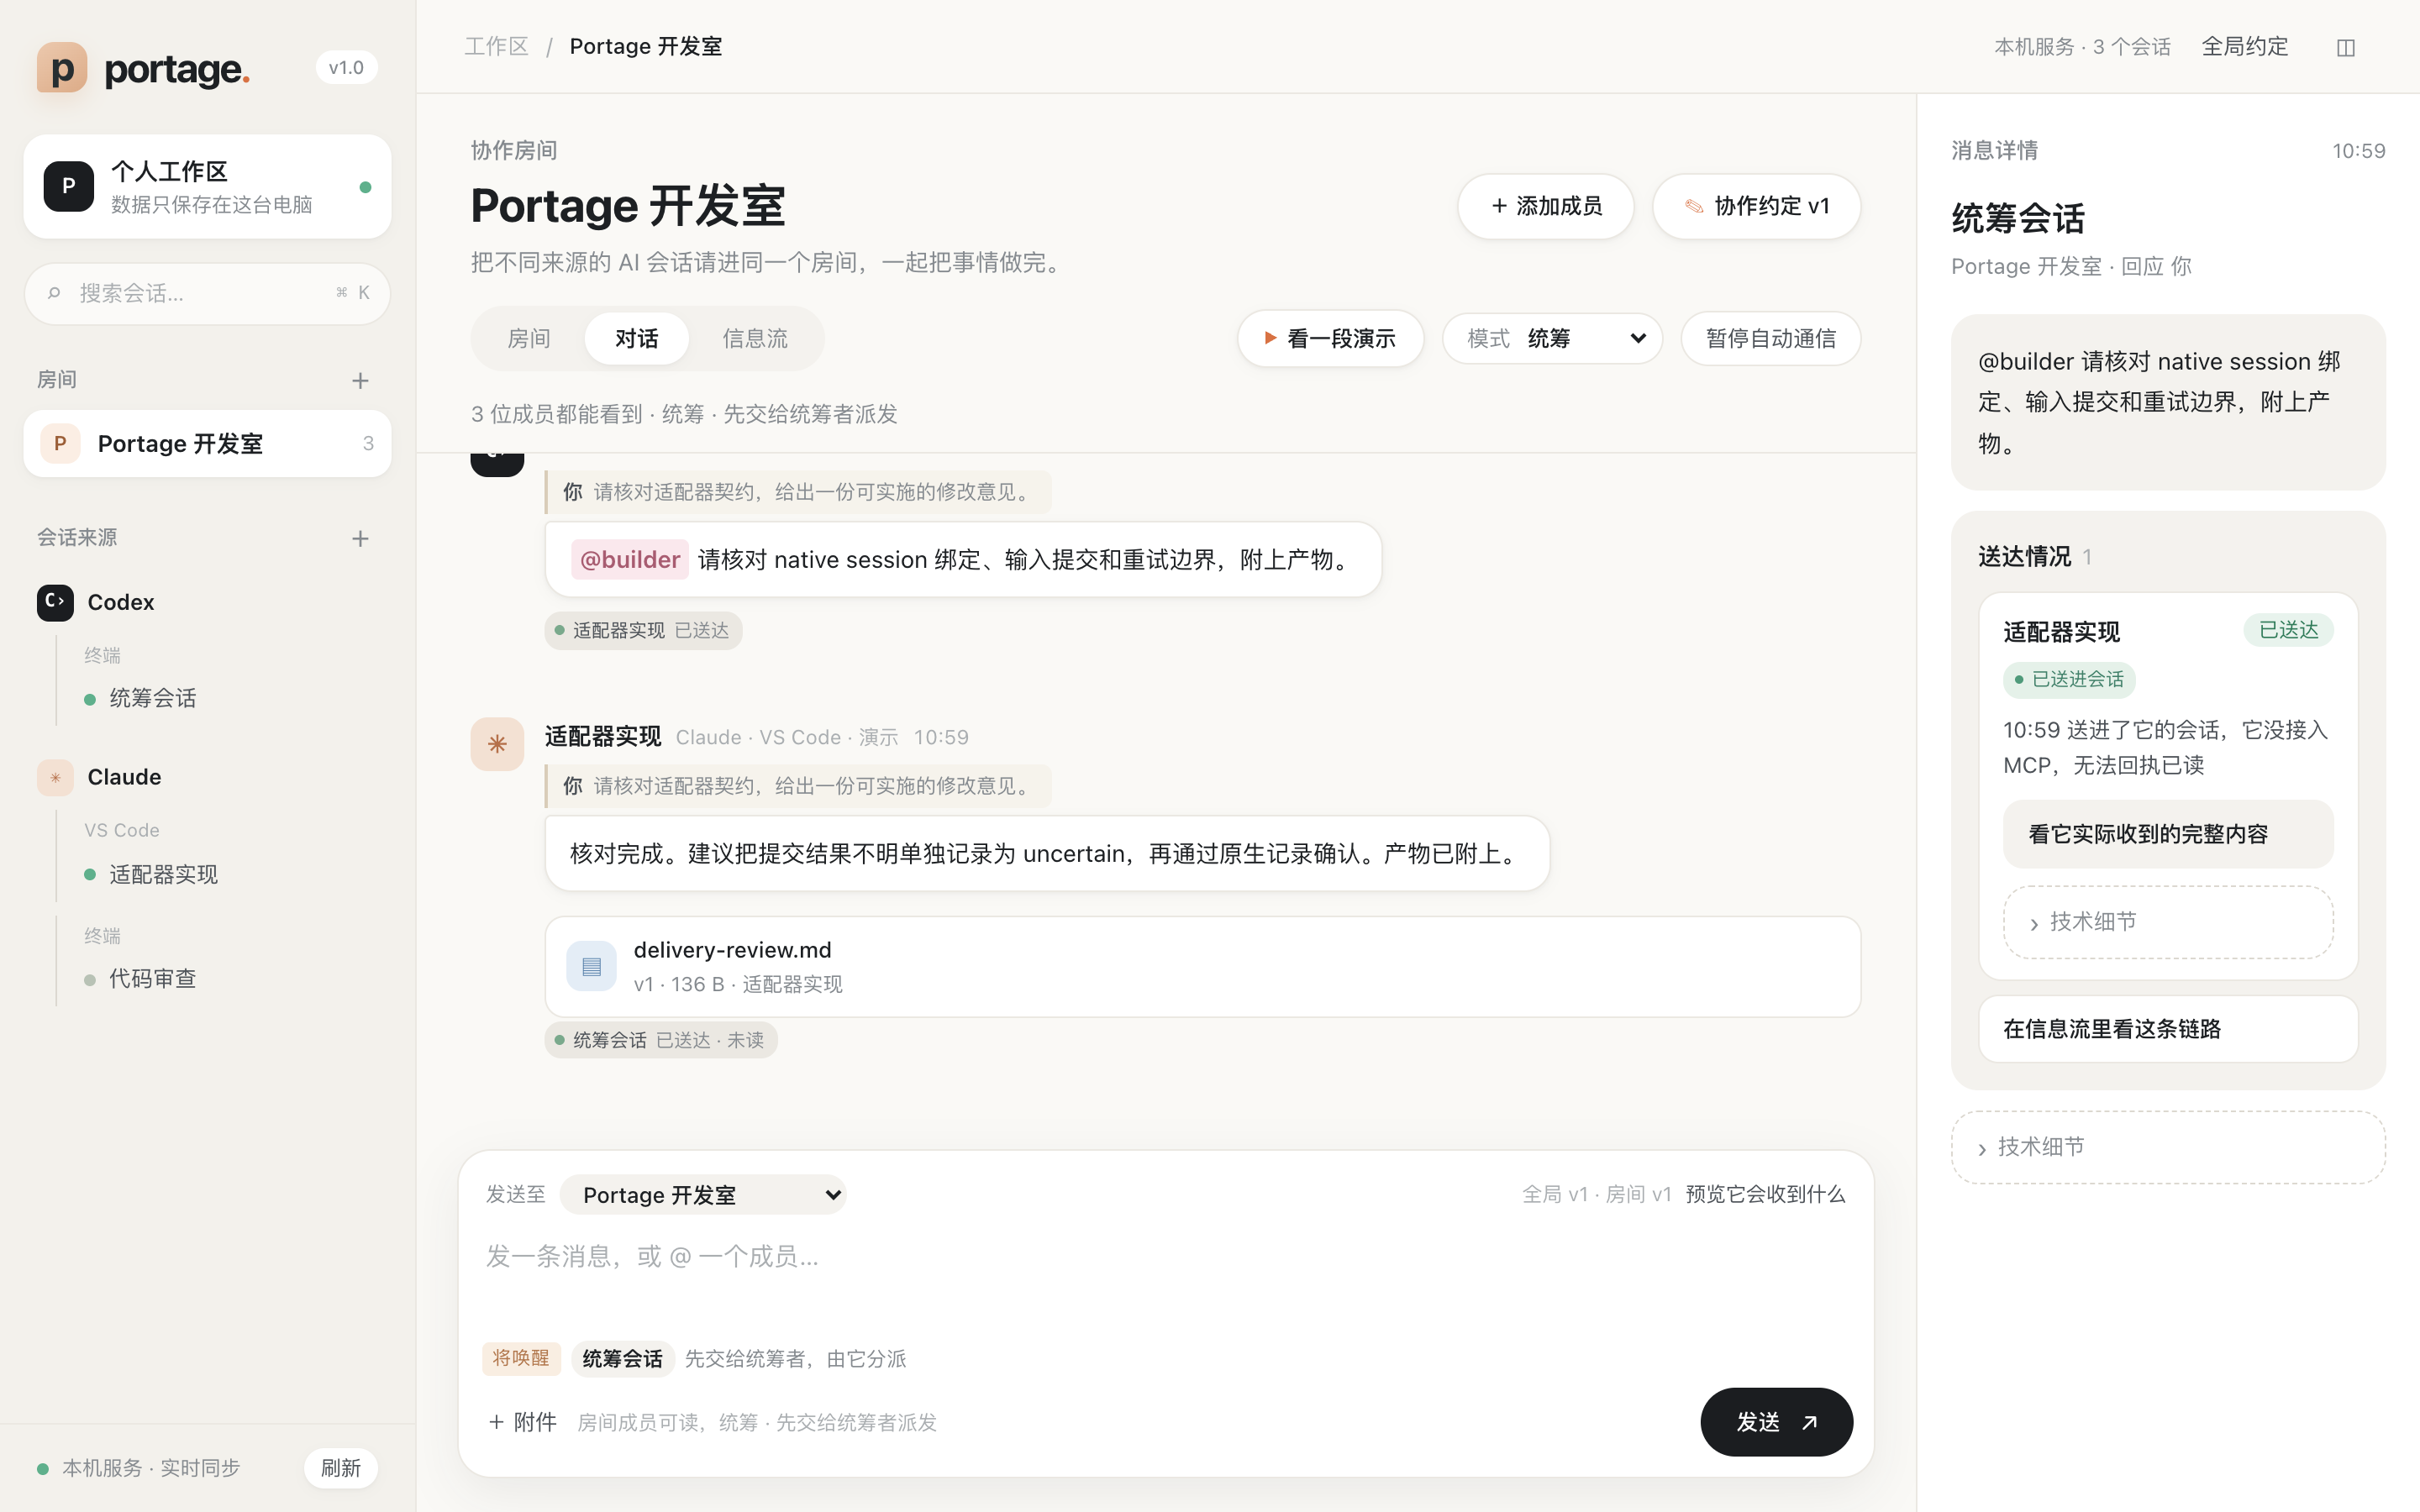 p portage.
v1.0
P
个人工作区
数据只保存在这台电脑
搜索会话...
⌘ K
房间
+
P Portage 开发室 3
会话来源
+
C› Codex
终端
统筹会话
Claude
VS Code
适配器实现
终端
代码审查
本机服务 · 实时同步
刷新
工作区 / Portage 开发室
本机服务 · 3 个会话
全局约定
协作房间
Portage 开发室
把不同来源的 AI 会话请进同一个房间，一起把事情做完。
+ 添加成员
✎ 协作约定 v1
房间
对话
信息流
看一段演示
模式 统筹
暂停自动通信
3 位成员都能看到 · 统筹 · 先交给统筹者派发
你 请核对适配器契约，给出一份可实施的修改意见。
@builder 请核对 native session 绑定、输入提交和重试边界，附上产物。
适配器实现 已送达
适配器实现 Claude · VS Code · 演示 10:59
你 请核对适配器契约，给出一份可实施的修改意见。
核对完成。建议把提交结果不明单独记录为 uncertain，再通过原生记录确认。产物已附上。
delivery-review.md
v1 · 136 B · 适配器实现
统筹会话 已送达 · 未读
发送至 Portage 开发室
全局 v1 · 房间 v1 预览它会收到什么
发一条消息，或 @ 一个成员...
将唤醒 统筹会话 先交给统筹者，由它分派
+ 附件 房间成员可读，统筹 · 先交给统筹者派发
发送 ↗
消息详情 10:59
统筹会话
Portage 开发室 · 回应 你
@builder 请核对 native session 绑
定、输入提交和重试边界，附上产
物。
送达情况 1
适配器实现 已送达
已送进会话
10:59 送进了它的会话，它没接入
MCP，无法回执已读
看它实际收到的完整内容
› 技术细节
在信息流里看这条链路
› 技术细节